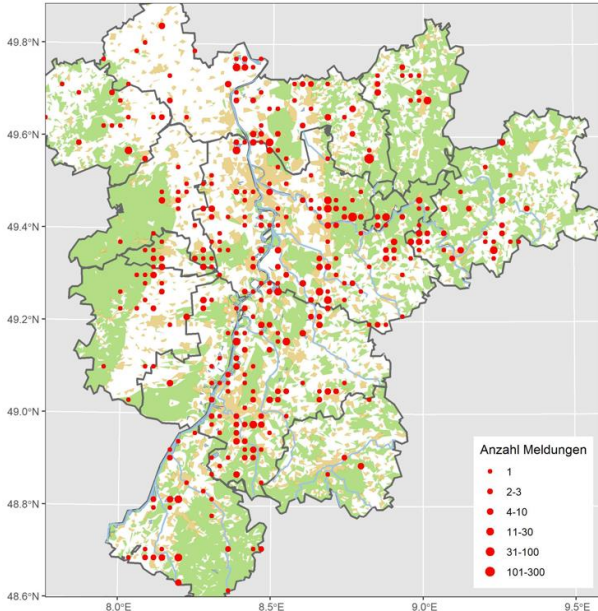 49.8°N
49.6°N
49.4°N
49.2°N
49.0°N
48.8°N
48.6°N
8.0°E
8.5°E
9.0°E
9.5°E
Anzahl Meldungen
1
2-3
4-10
11-30
31-100
101-300